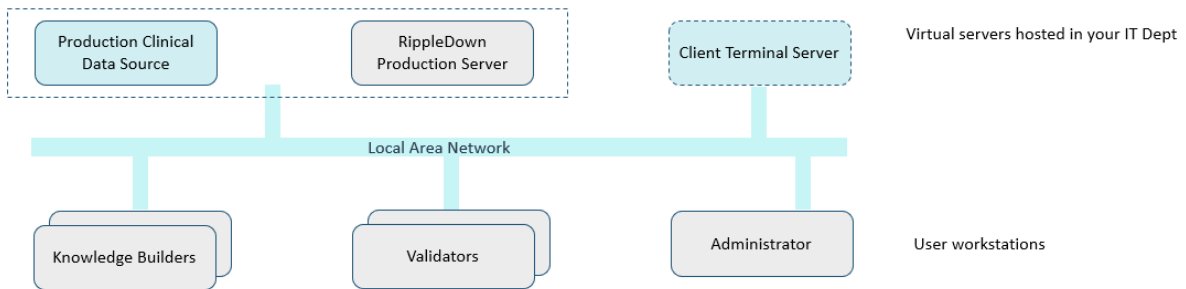 Production Clinical
Data Source
RippleDown
Production Server
Client Terminal Server
Virtual servers hosted in your IT Dept
Local Area Network
Knowledge Builders
Validators
Administrator
User workstations